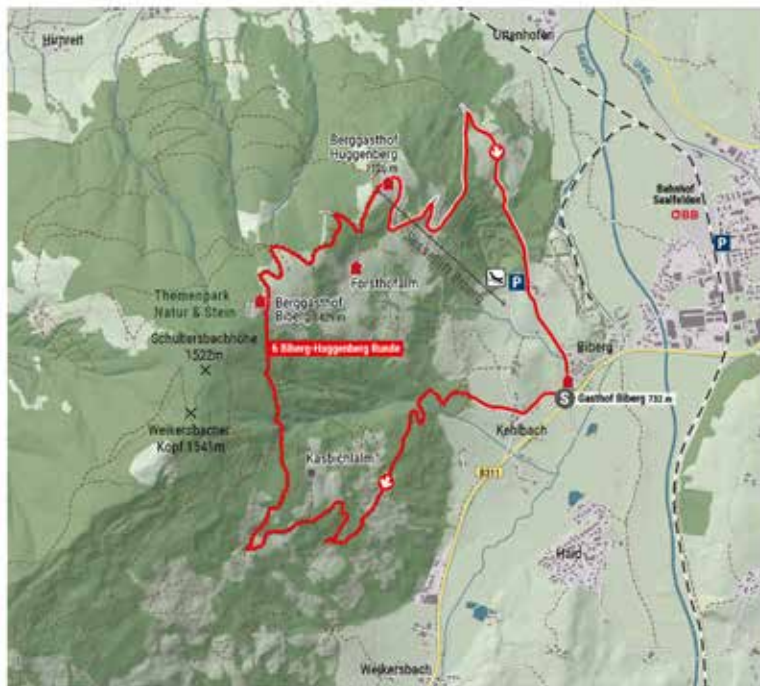 Hirnreit
Uttenhofen
Urslau
Berggasthof
Huggenberg
Bahnhof
Saalfelden
ÖBB
P
Forsthofalm
P
Themenpark
Natur & Stein
Berggasthof
Biberg
Schultersbachhöhe
1522m
6 Biberg-Huggenberg Runde
Biberg
S Gasthof Biberg 732 m
Weikersbacher
Kopf 1541m
Kehlbach
Kasbichlalm
B311
Haid
Weikersbach